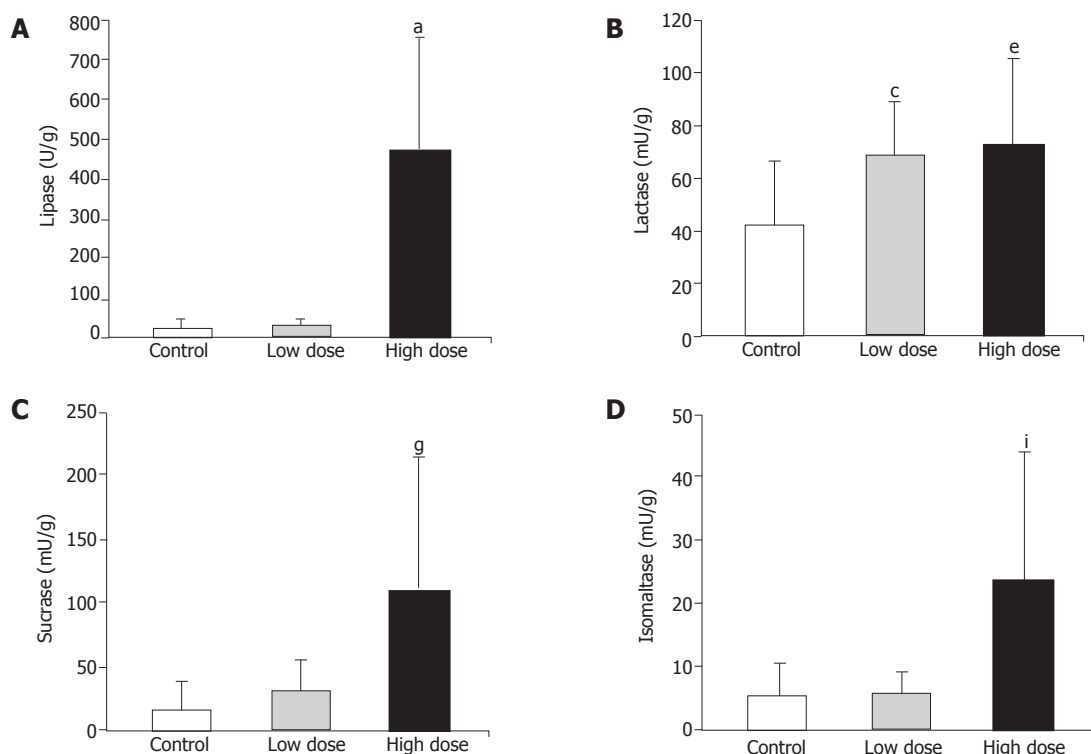 A
Lipase (U/g)
800
700
600
500
400
300
200
100
0
a
Control Low dose High dose
B
Lactase (mU/g)
120
100
80
60
40
20
0
c
e
Control Low dose High dose
C
Sucrase (mU/g)
250
200
150
100
50
0
g
Control Low dose High dose
D
Isomaltase (mU/g)
50
40
30
20
10
0
i
Control Low dose High dose